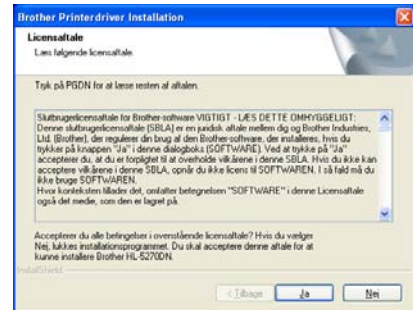 Brother Printerdriver Installation
Licensaftale
Læs følgende licensaftale.
Tryk på PGDN for at læse resten af aftalen.
Slutbrugerlicensaftale for Brother-software VIGTIGT - LÆS DETTE OMHYGGELIGT:
Denne slutbrugerlicensaftale (SBLA) er en juridisk aftale mellem dig og Brother Industries,
Ltd. (Brother), der regulerer din brug af den Brother-software, der installeres, hvis du
trykker på knappen "Ja" i denne dialogboks (SOFTWARE). Ved at trykke på "Ja"
accepterer du, at du er forpligtet til at overholde vilkårene i denne SBLA. Hvis du ikke kan
acceptere vilkårene i denne SBLA, opnår du ikke licens til SOFTWAREN. I så fald må du
ikke bruge SOFTWAREN.
Hvor konteksten tillader det, omfatter betegnelsen "SOFTWARE" i denne Licensaftale
også det medie, som den er lagret på.
Accepterer du alle betingelser i ovenstående licensaftale? Hvis du vælger
Nej, lukkes installationsprogrammet. Du skal acceptere denne aftale for at
kunne installere Brother HL-5270DN.
InstallShield
< Tilbage
Ja
Nej